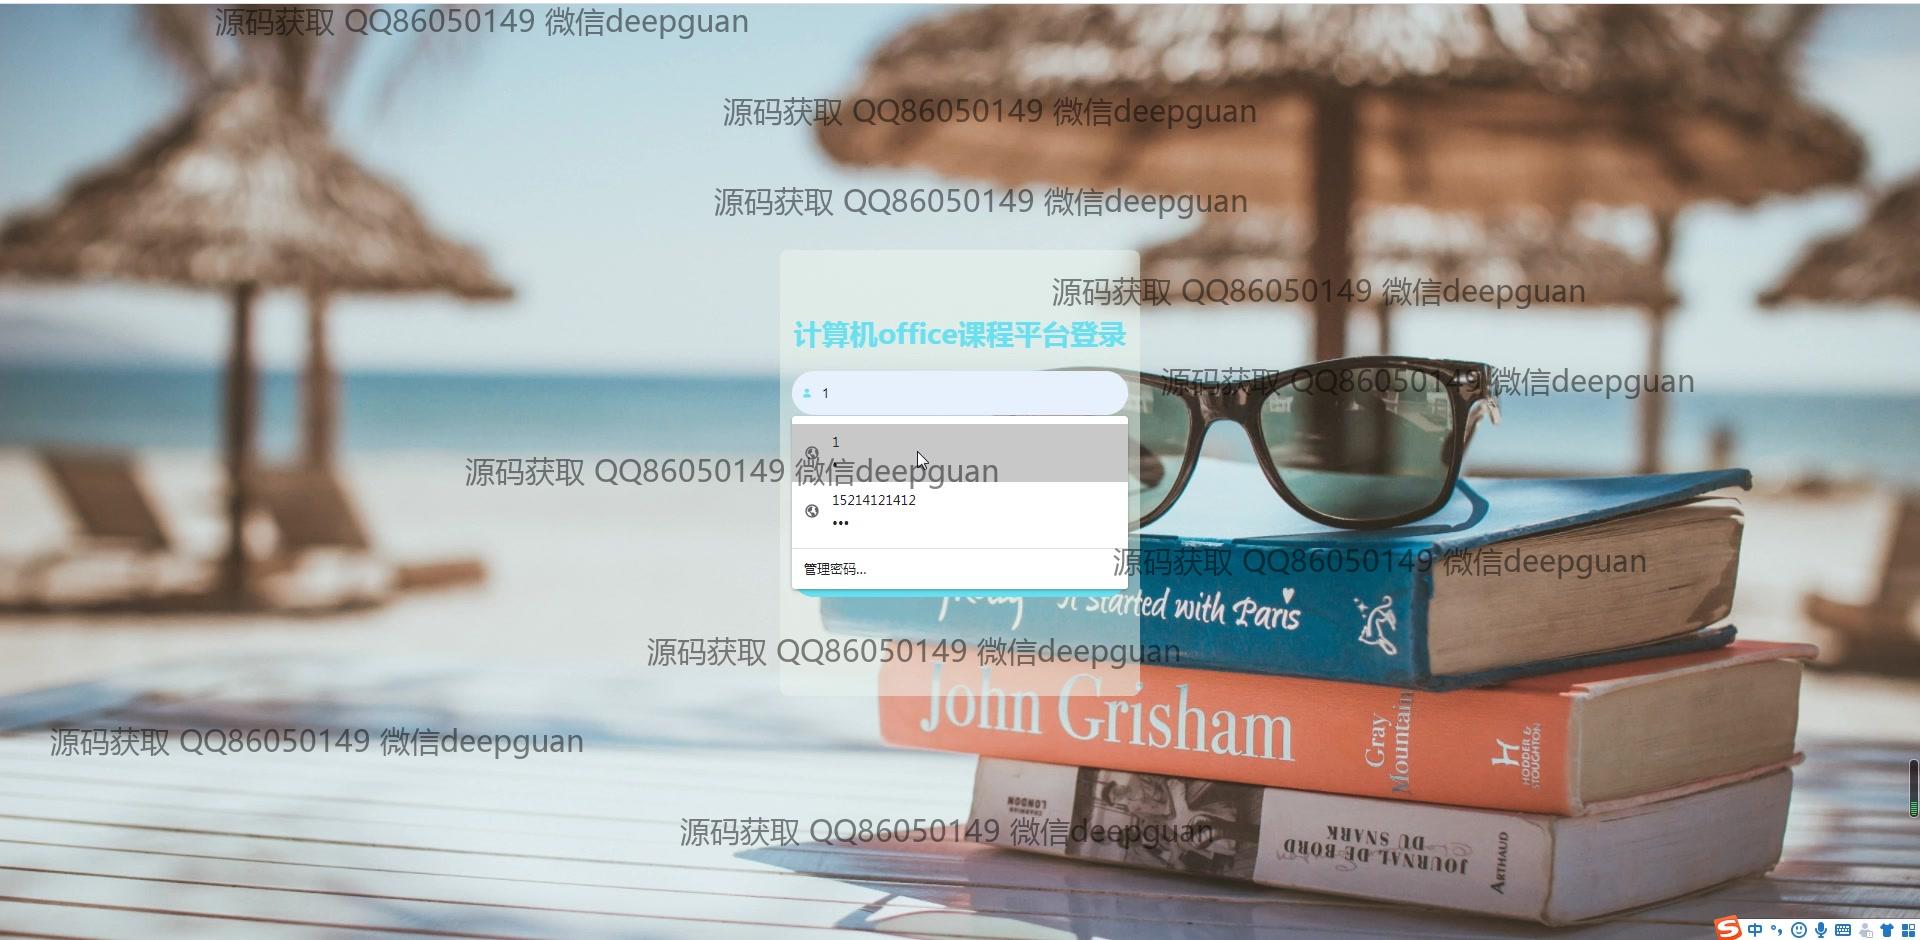 源码获取 QQ86050149 微信deepguan
源码获取 QQ86050149 微信deepguan
源码获取 QQ86050149 微信deepguan
源码获取 QQ86050149 微信deepguan
计算机office课程平台登录
源码获取 QQ86050149 微信deepguan
1
1
源码获取 QQ86050149 微信deepguan
15214121412
•••
源码获取 QQ86050149 微信deepguan
管理密码...
It started with Paris
源码获取 QQ86050149 微信deepguan
John Grisham
Gray
Mountain
HODDER &
STOUGHTON
源码获取 QQ86050149 微信deepguan
LONDON
源码获取 QQ86050149 微信deepguan
JOURNAL DE BORD
DU SNARK
ARTHAUD
中